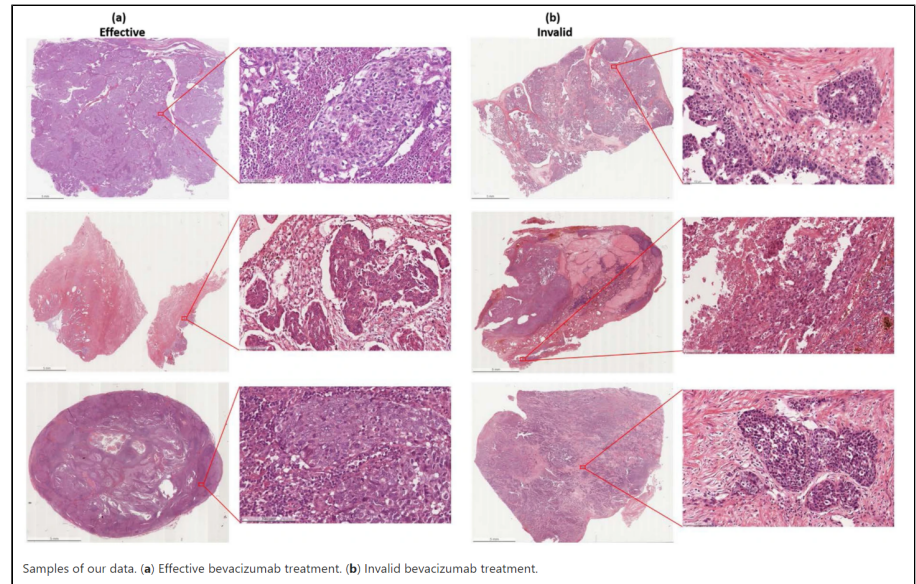 (a)
Effective
(b)
Invalid
Samples of our data. (a) Effective bevacizumab treatment. (b) Invalid bevacizumab treatment.